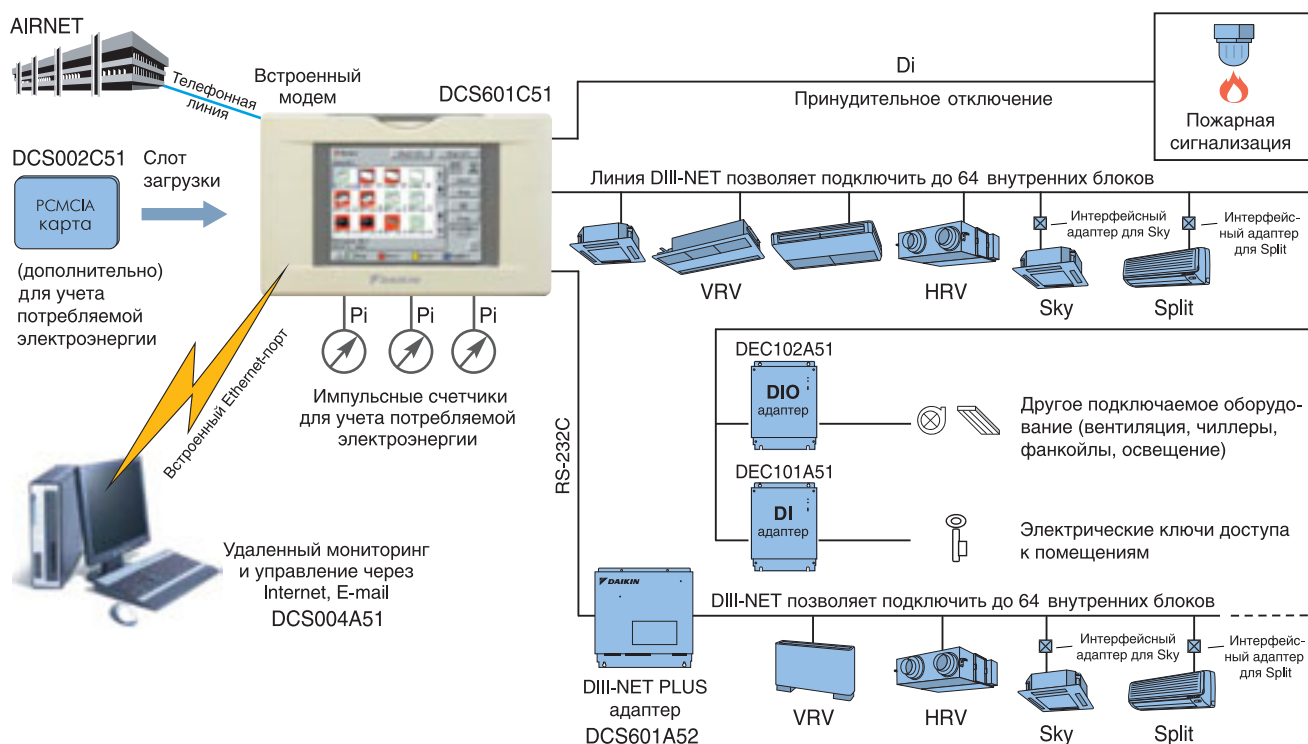 AIRNET
Телефонная
линия
Встроенный
модем
DCS601C51
Di
Принудительное отключение
Пожарная
сигнализация
DCS002C51
PCMCIA
карта
Слот
загрузки
(дополнительно)
для учета
потребляемой
электроэнергии
DAIKIN
Линия DIII-NET позволяет подключить до 64 внутренних блоков
Интерфейсный
адаптер для Sky
Интерфейс-
ный адаптер
для Split
VRV
HRV
Sky
Split
Pi
Pi
Pi
Импульсные счетчики
для учета потребляемой
электроэнергии
Встроенный Ethernet-порт
Удаленный мониторинг
и управление через
Internet, E-mail
DCS004A51
RS-232C
DEC102A51
DIO
адаптер
Другое подключаемое оборудо-
вание (вентиляция, чиллеры,
фанкойлы, освещение)
DEC101A51
DI
адаптер
Электрические ключи доступа
к помещениям
DAIKIN
DIII-NET PLUS
адаптер
DCS601A52
DIII-NET позволяет подключить до 64 внутренних блоков
Интерфейсный
адаптер для Sky
Интерфейс-
ный адаптер
для Split
VRV
HRV
Sky
Split